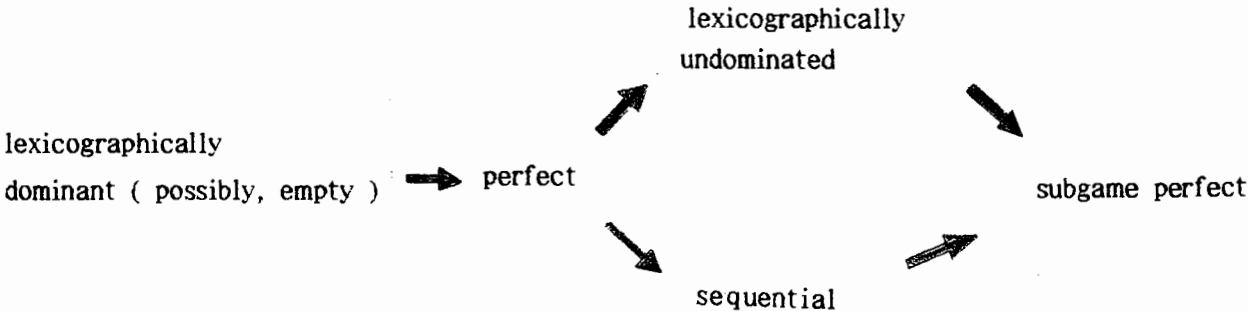 lexicographically
undominated
lexicographically
dominant ( possibly, empty )
perfect
subgame perfect
sequential